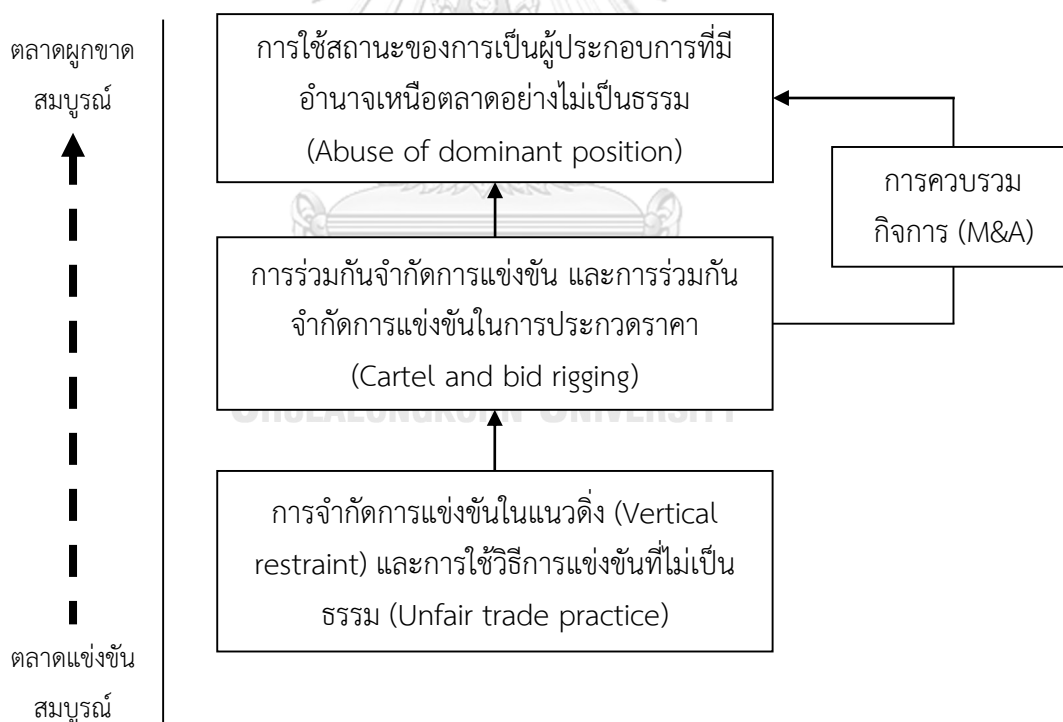 ตลาดผูกขาด
สมบูรณ์
การใช้สถานะของการเป็นผู้ประกอบการที่มี
อำนาจเหนือตลาดอย่างไม่เป็นธรรม
(Abuse of dominant position)
การควบรวม
กิจการ (M&A)
การร่วมกันจำกัดการแข่งขัน และการร่วมกัน
จำกัดการแข่งขันในการประกวดราคา
(Cartel and bid rigging)
CHULALONGKORN UNIVERSITY
การจำกัดการแข่งขันในแนวดิ่ง (Vertical
restraint) และการใช้วิธีการแข่งขันที่ไม่เป็น
ธรรม (Unfair trade practice)
ตลาดแข่งขัน
สมบูรณ์